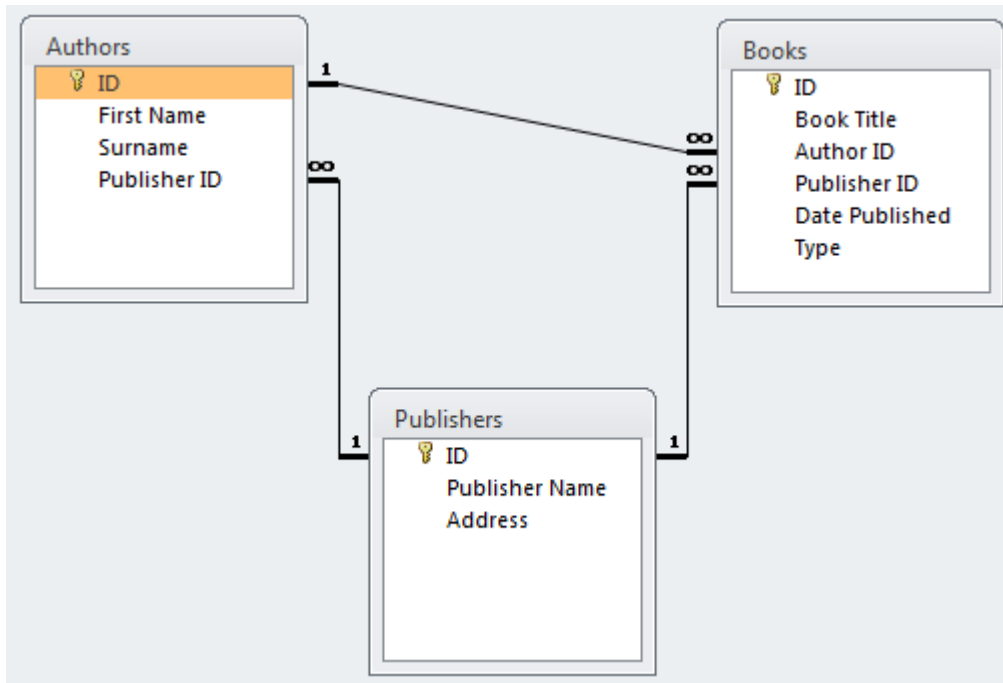 Authors
ID
First Name
Surname
Publisher ID
1
∞
Books
ID
Book Title
Author ID
Publisher ID
Date Published
Type
∞
∞
Publishers
ID
Publisher Name
Address
1
1